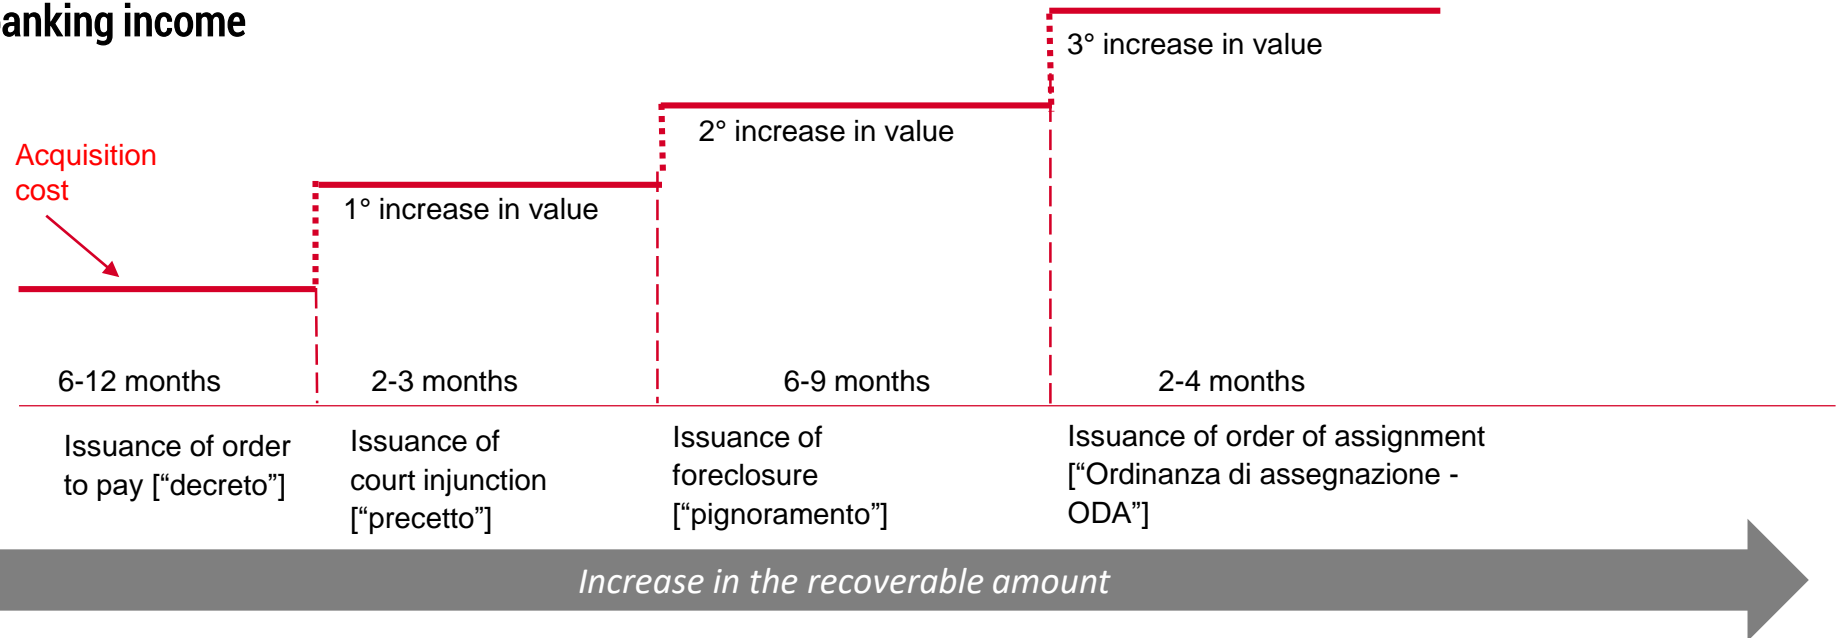 banking income
3° increase in value
2° increase in value
Acquisition
cost
1° increase in value
6-12 months
2-3 months
6-9 months
2-4 months
Issuance of order
to pay [“decreto”]
Issuance of
court injunction
[“precetto”]
Issuance of
foreclosure
[“pignoramento”]
Issuance of order of assignment
[“Ordinanza di assegnazione -
ODA”]
Increase in the recoverable amount